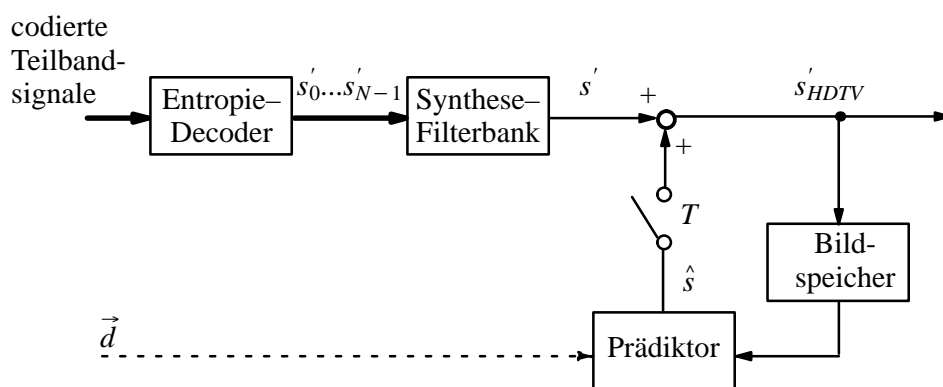 codierte
Teilband-
signale
Entropie–
Decoder
s'₀...s'_{N−1}
Synthese–
Filterbank
s'
+
+
s'_{HDTV}
T
Bild-
speicher
ŝ
d⃗
Prädiktor